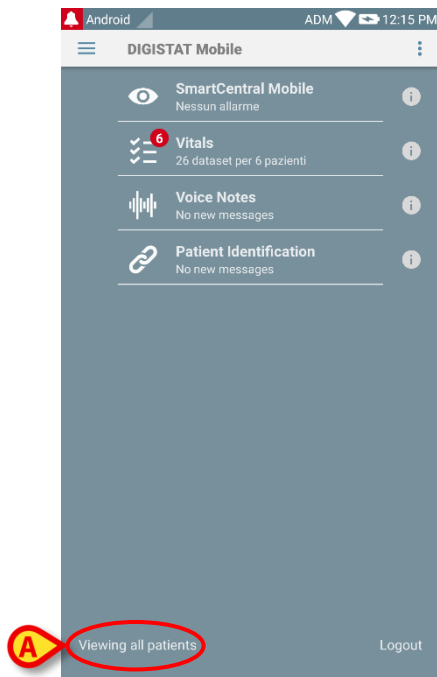 Android ADM 12:15 PM
DIGISTAT Mobile
SmartCentral Mobile
Nessun allarme
6
Vitals
26 dataset per 6 pazienti
Voice Notes
No new messages
Patient Identification
No new messages
A
Viewing all patients
Logout